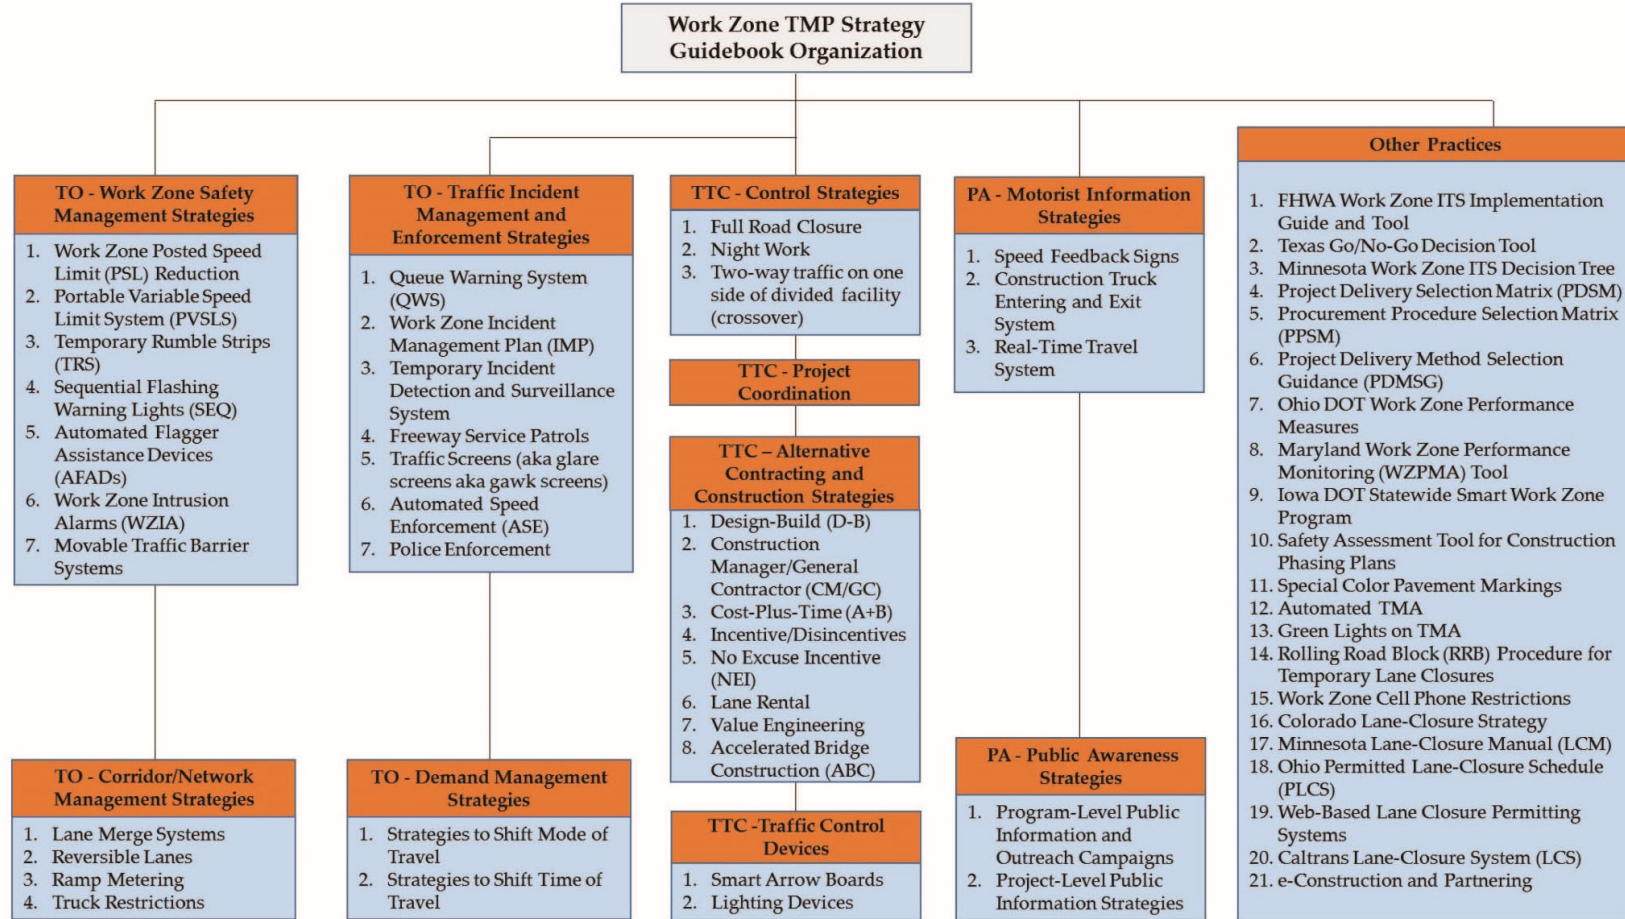 Work Zone TMP Strategy
Guidebook Organization
TO - Work Zone Safety
Management Strategies
1. Work Zone Posted Speed
Limit (PSL) Reduction
2. Portable Variable Speed
Limit System (PVSLS)
3. Temporary Rumble Strips
(TRS)
4. Sequential Flashing
Warning Lights (SEQ)
5. Automated Flagger
Assistance Devices
(AFADs)
6. Work Zone Intrusion
Alarms (WZIA)
7. Movable Traffic Barrier
Systems
TO - Corridor/Network
Management Strategies
1. Lane Merge Systems
2. Reversible Lanes
3. Ramp Metering
4. Truck Restrictions
TO - Traffic Incident
Management and
Enforcement Strategies
1. Queue Warning System
(QWS)
2. Work Zone Incident
Management Plan (IMP)
3. Temporary Incident
Detection and Surveillance
System
4. Freeway Service Patrols
5. Traffic Screens (aka glare
screens aka gawk screens)
6. Automated Speed
Enforcement (ASE)
7. Police Enforcement
TO - Demand Management
Strategies
1. Strategies to Shift Mode of
Travel
2. Strategies to Shift Time of
Travel
TTC - Control Strategies
1. Full Road Closure
2. Night Work
3. Two-way traffic on one
side of divided facility
(crossover)
TTC - Project
Coordination
TTC – Alternative
Contracting and
Construction Strategies
1. Design-Build (D-B)
2. Construction
Manager/General
Contractor (CM/GC)
3. Cost-Plus-Time (A+B)
4. Incentive/Disincentives
5. No Excuse Incentive
(NEI)
6. Lane Rental
7. Value Engineering
8. Accelerated Bridge
Construction (ABC)
TTC -Traffic Control
Devices
1. Smart Arrow Boards
2. Lighting Devices
PA - Motorist Information
Strategies
1. Speed Feedback Signs
2. Construction Truck
Entering and Exit
System
3. Real-Time Travel
System
PA - Public Awareness
Strategies
1. Program-Level Public
Information and
Outreach Campaigns
2. Project-Level Public
Information Strategies
Other Practices
1. FHWA Work Zone ITS Implementation
Guide and Tool
2. Texas Go/No-Go Decision Tool
3. Minnesota Work Zone ITS Decision Tree
4. Project Delivery Selection Matrix (PDSM)
5. Procurement Procedure Selection Matrix
(PPSM)
6. Project Delivery Method Selection
Guidance (PDMSG)
7. Ohio DOT Work Zone Performance
Measures
8. Maryland Work Zone Performance
Monitoring (WZPMA) Tool
9. Iowa DOT Statewide Smart Work Zone
Program
10. Safety Assessment Tool for Construction
Phasing Plans
11. Special Color Pavement Markings
12. Automated TMA
13. Green Lights on TMA
14. Rolling Road Block (RRB) Procedure for
Temporary Lane Closures
15. Work Zone Cell Phone Restrictions
16. Colorado Lane-Closure Strategy
17. Minnesota Lane-Closure Manual (LCM)
18. Ohio Permitted Lane-Closure Schedule
(PLCS)
19. Web-Based Lane Closure Permitting
Systems
20. Caltrans Lane-Closure System (LCS)
21. e-Construction and Partnering